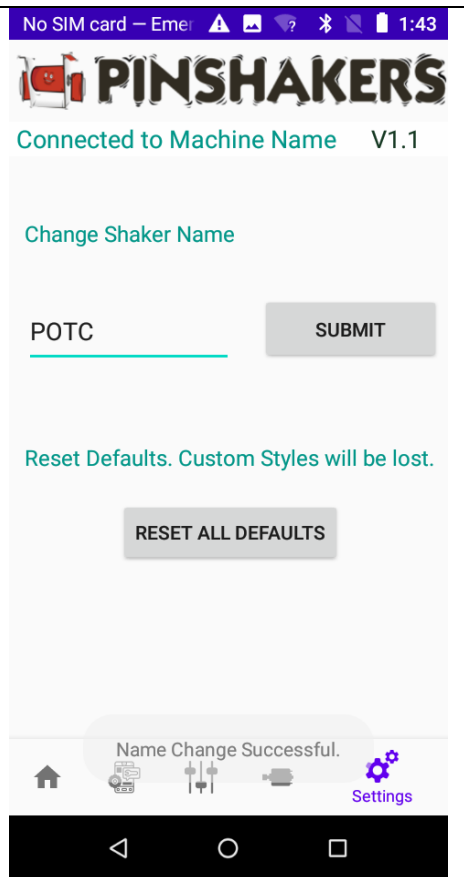 No SIM card — Emer 1:43
PINSHAKERS
Connected to Machine Name V1.1
Change Shaker Name
POTC SUBMIT
Reset Defaults. Custom Styles will be lost.
RESET ALL DEFAULTS
Name Change Successful.
Settings